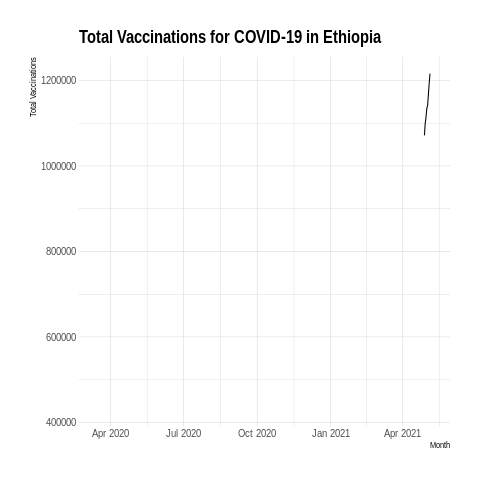 Total Vaccinations for COVID-19 in Ethiopia
Total Vaccinations
1200000
1000000
800000
600000
400000
Apr 2020 Jul 2020 Oct 2020 Jan 2021 Apr 2021
Month